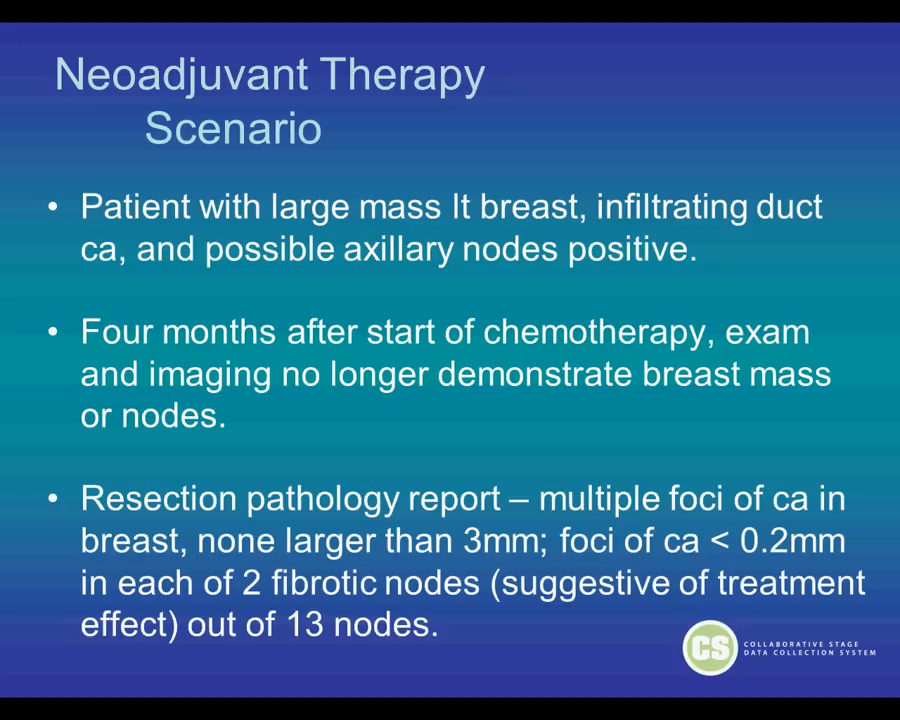 Neoadjuvant Therapy
Scenario
• Patient with large mass lt breast, infiltrating duct
ca, and possible axillary nodes positive.
• Four months after start of chemotherapy, exam
and imaging no longer demonstrate breast mass
or nodes.
• Resection pathology report – multiple foci of ca in
breast, none larger than 3mm; foci of ca < 0.2mm
in each of 2 fibrotic nodes (suggestive of treatment
effect) out of 13 nodes.
CS
COLLABORATIVE STAGE
DATA COLLECTION SYSTEM